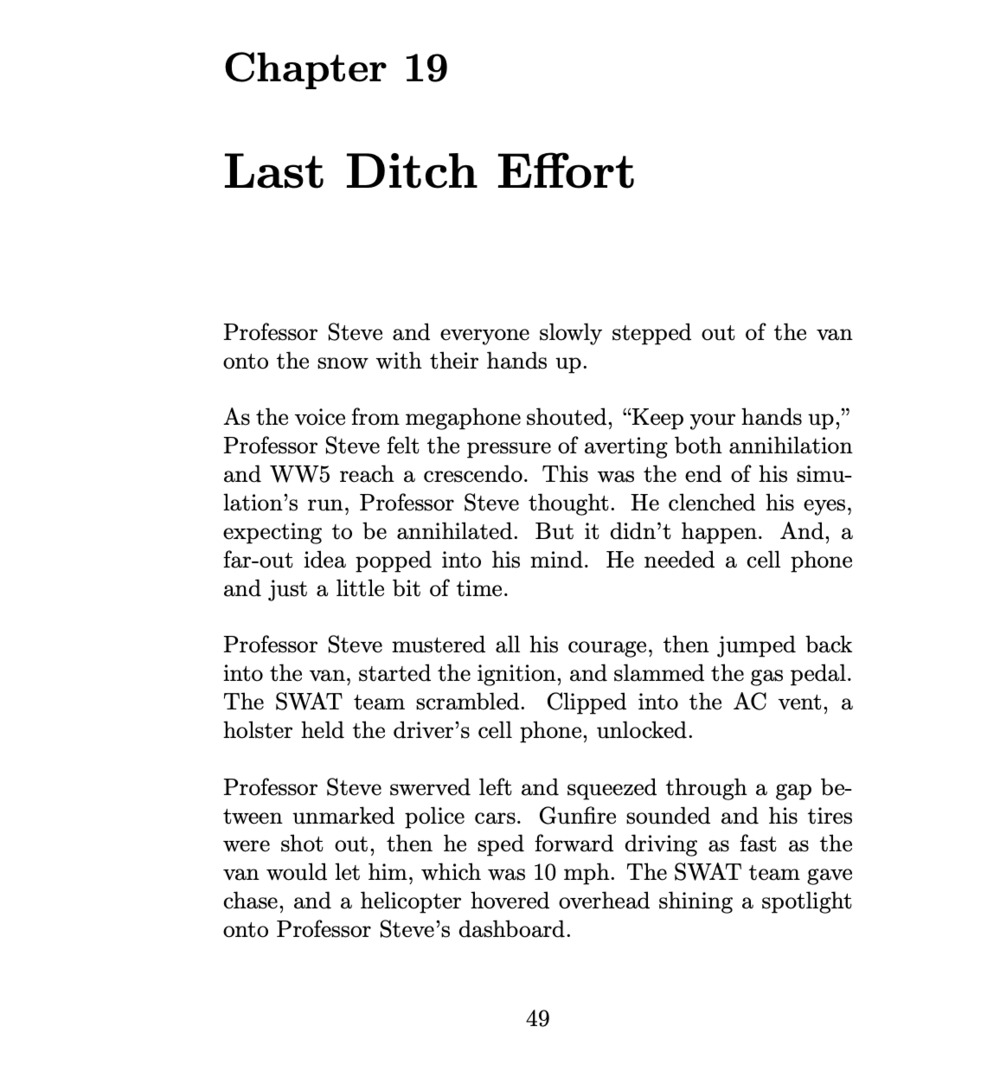 Chapter 19
Last Ditch Effort
Professor Steve and everyone slowly stepped out of the van
onto the snow with their hands up.
As the voice from megaphone shouted, “Keep your hands up,”
Professor Steve felt the pressure of averting both annihilation
and WW5 reach a crescendo. This was the end of his simu-
lation’s run, Professor Steve thought. He clenched his eyes,
expecting to be annihilated. But it didn’t happen. And, a
far-out idea popped into his mind. He needed a cell phone
and just a little bit of time.
Professor Steve mustered all his courage, then jumped back
into the van, started the ignition, and slammed the gas pedal.
The SWAT team scrambled. Clipped into the AC vent, a
holster held the driver’s cell phone, unlocked.
Professor Steve swerved left and squeezed through a gap be-
tween unmarked police cars. Gunfire sounded and his tires
were shot out, then he sped forward driving as fast as the
van would let him, which was 10 mph. The SWAT team gave
chase, and a helicopter hovered overhead shining a spotlight
onto Professor Steve’s dashboard.
49